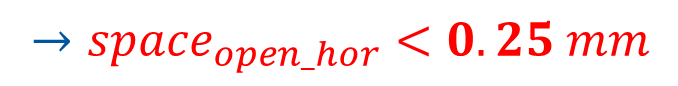 → space_open_hor < 0.25 mm